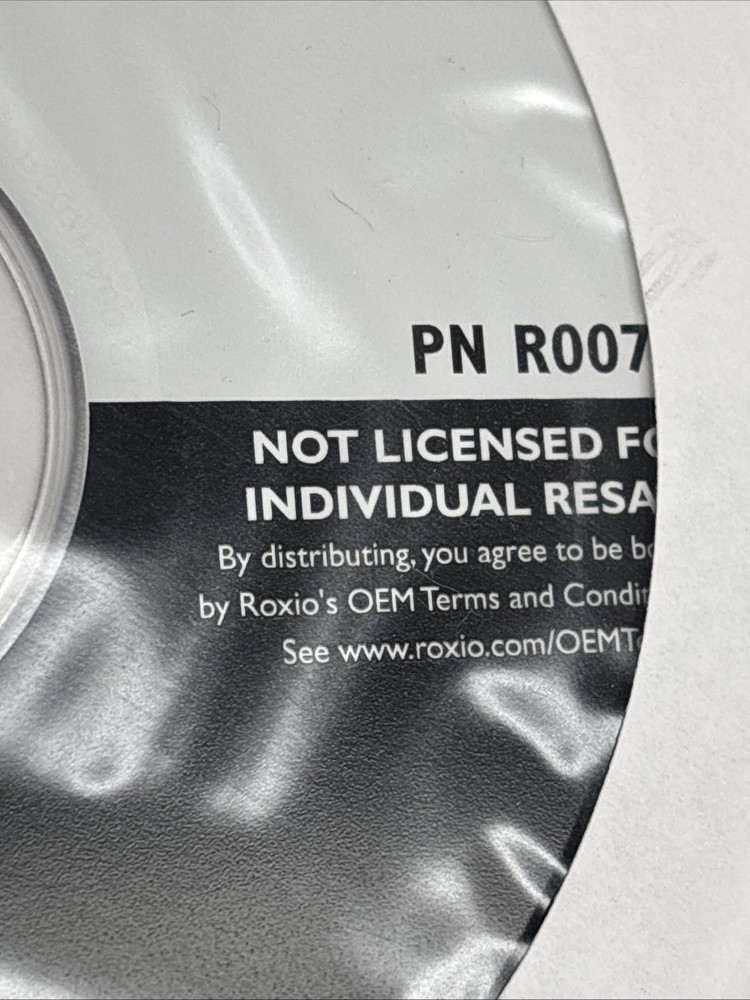 PN R007
NOT LICENSED FO
INDIVIDUAL RESA
By distributing, you agree to be bo
by Roxio's OEM Terms and Condit
See www.roxio.com/OEMTe